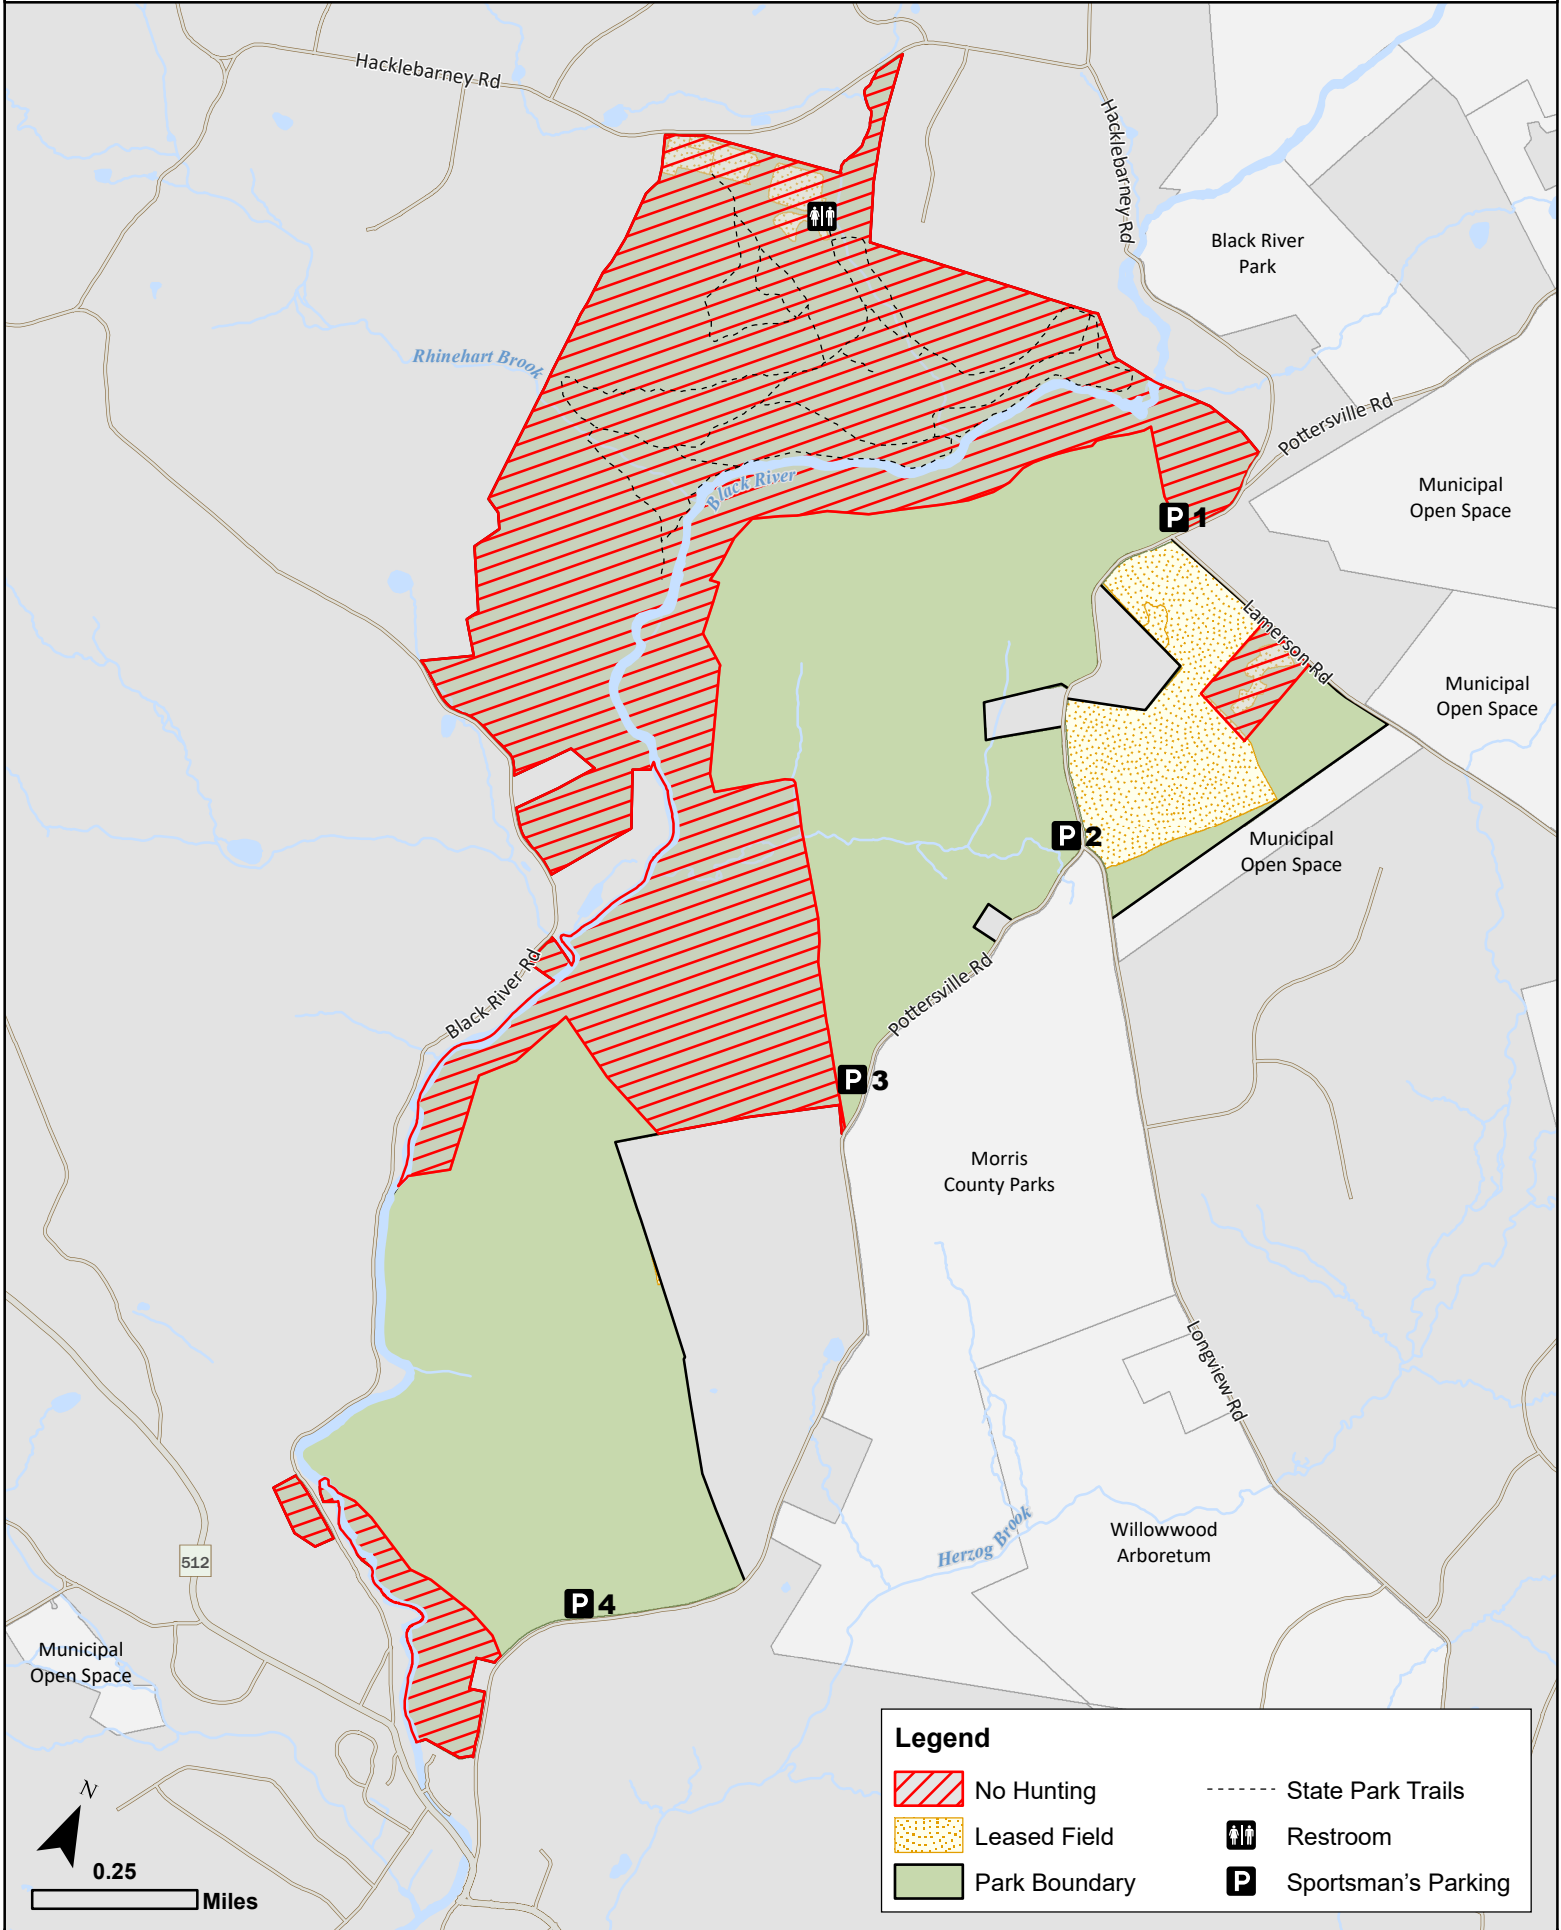 Hacklebarney Rd
Hacklebarney Rd
Black River
Park
Rhinehart Brook
Pottersville Rd
Black River
Municipal
Open Space
P 1
Lamerson Rd
Municipal
Open Space
P 2
Municipal
Open Space
Black River Rd
Pottersville Rd
P 3
Morris
County Parks
Longview Rd
Herzog Brook
Willowwood
Arboretum
512
P 4
Municipal
Open Space
Legend
No Hunting
State Park Trails
Leased Field
Restroom
Park Boundary
P Sportsman's Parking
N
0.25
Miles